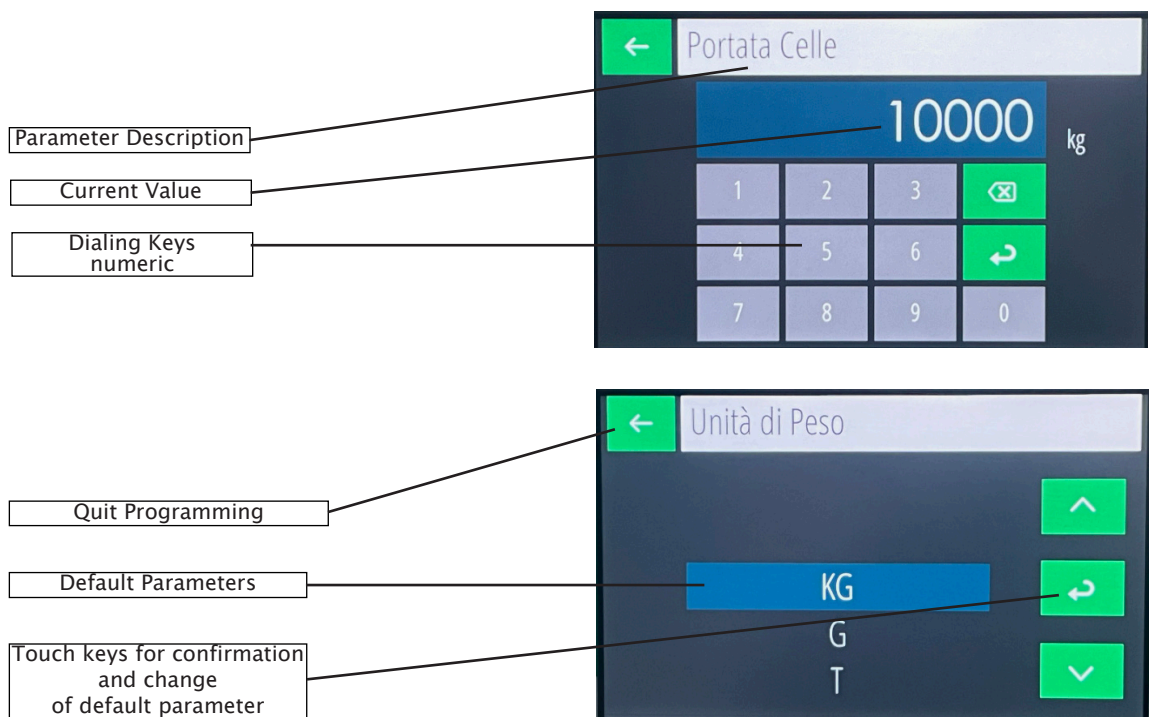 Portata Celle
10000
kg
Parameter Description
Current Value
Dialing Keys
numeric
1 2 3
4 5 6
7 8 9 0
Unità di Peso
Quit Programming
Default Parameters
KG
G
T
Touch keys for confirmation
and change
of default parameter